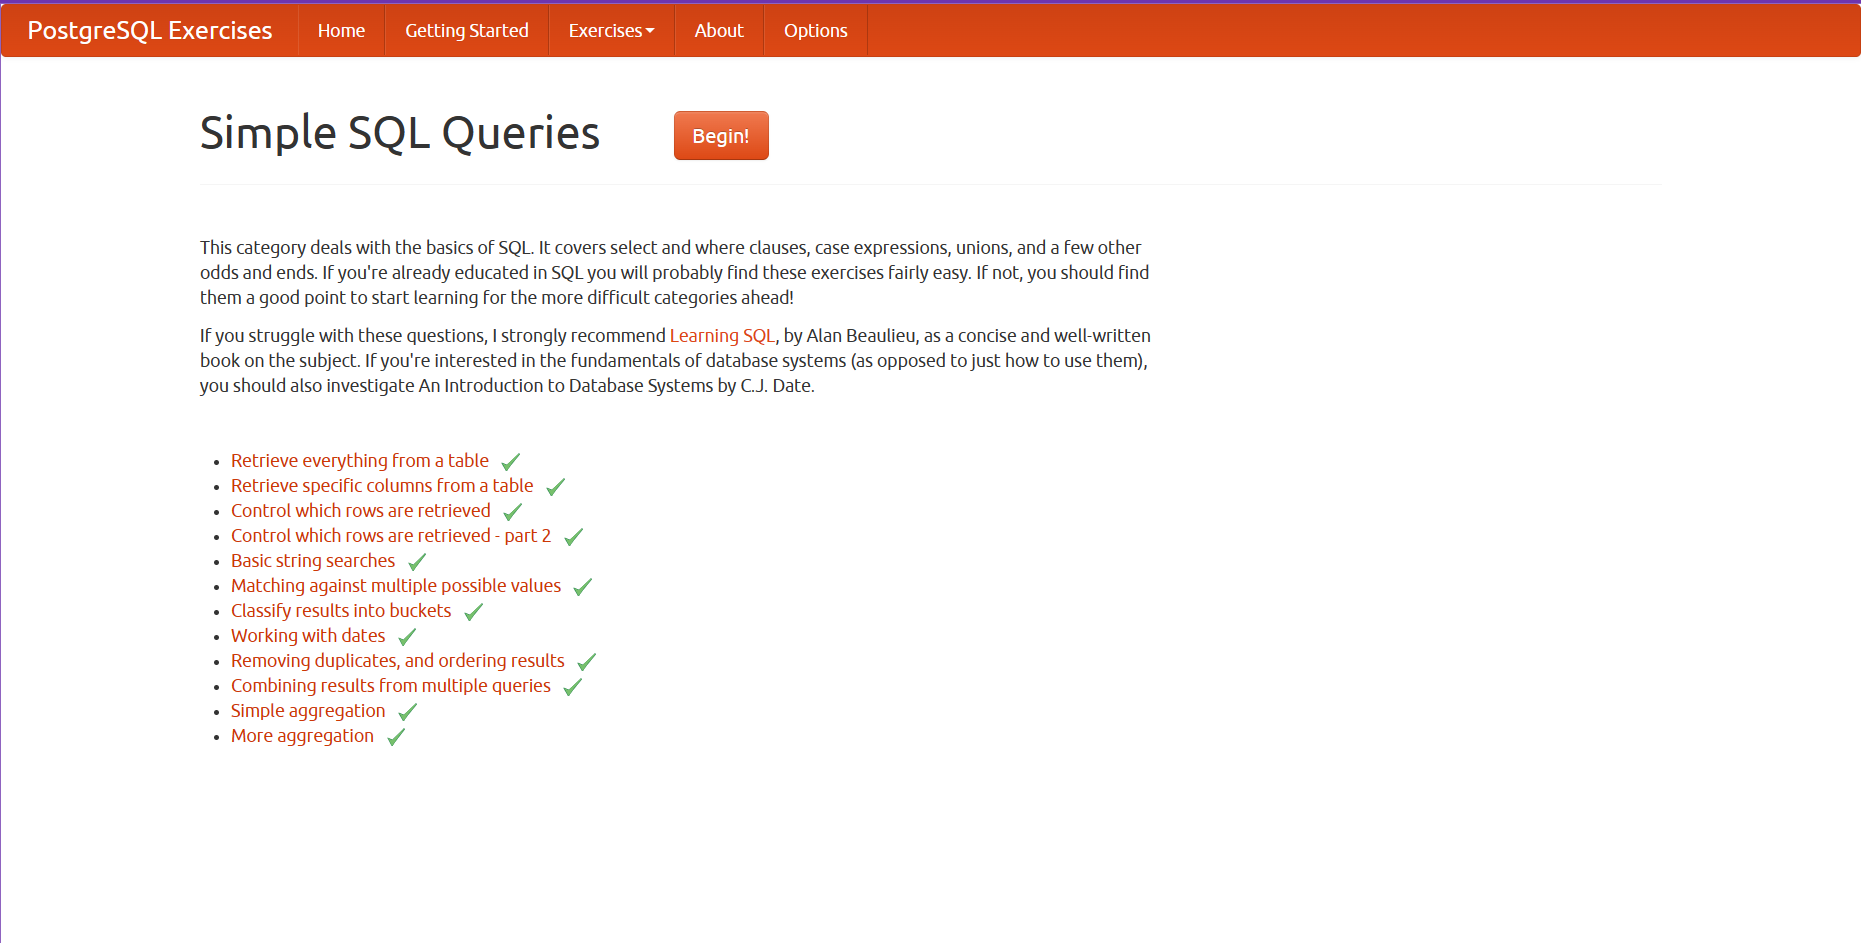 PostgreSQL Exercises Home Getting Started Exercises About Options
Simple SQL Queries Begin!
This category deals with the basics of SQL. It covers select and where clauses, case expressions, unions, and a few other
odds and ends. If you're already educated in SQL you will probably find these exercises fairly easy. If not, you should find
them a good point to start learning for the more difficult categories ahead!
If you struggle with these questions, I strongly recommend Learning SQL, by Alan Beaulieu, as a concise and well-written
book on the subject. If you're interested in the fundamentals of database systems (as opposed to just how to use them),
you should also investigate An Introduction to Database Systems by C.J. Date.
Retrieve everything from a table
Retrieve specific columns from a table
Control which rows are retrieved
Control which rows are retrieved - part 2
Basic string searches
Matching against multiple possible values
Classify results into buckets
Working with dates
Removing duplicates, and ordering results
Combining results from multiple queries
Simple aggregation
More aggregation